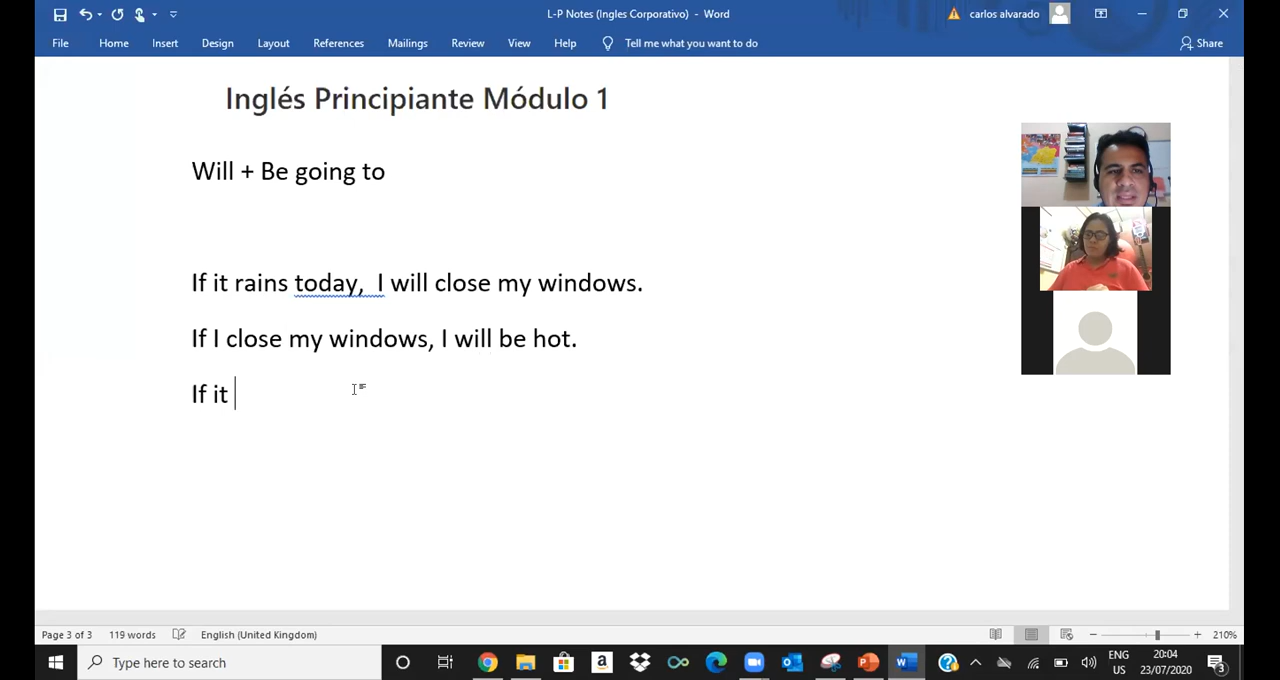 L-P Notes (Ingles Corporativo) - Word
carlos alvarado
File Home Insert Design Layout References Mailings Review View Help Tell me what you want to do Share
Inglés Principiante Módulo 1
Will + Be going to
If it rains today,  I will close my windows.
If I close my windows, I will be hot.
If it
Page 3 of 3 119 words English (United Kingdom) 210%
Type here to search
ENG 20:04
US 23/07/2020
3